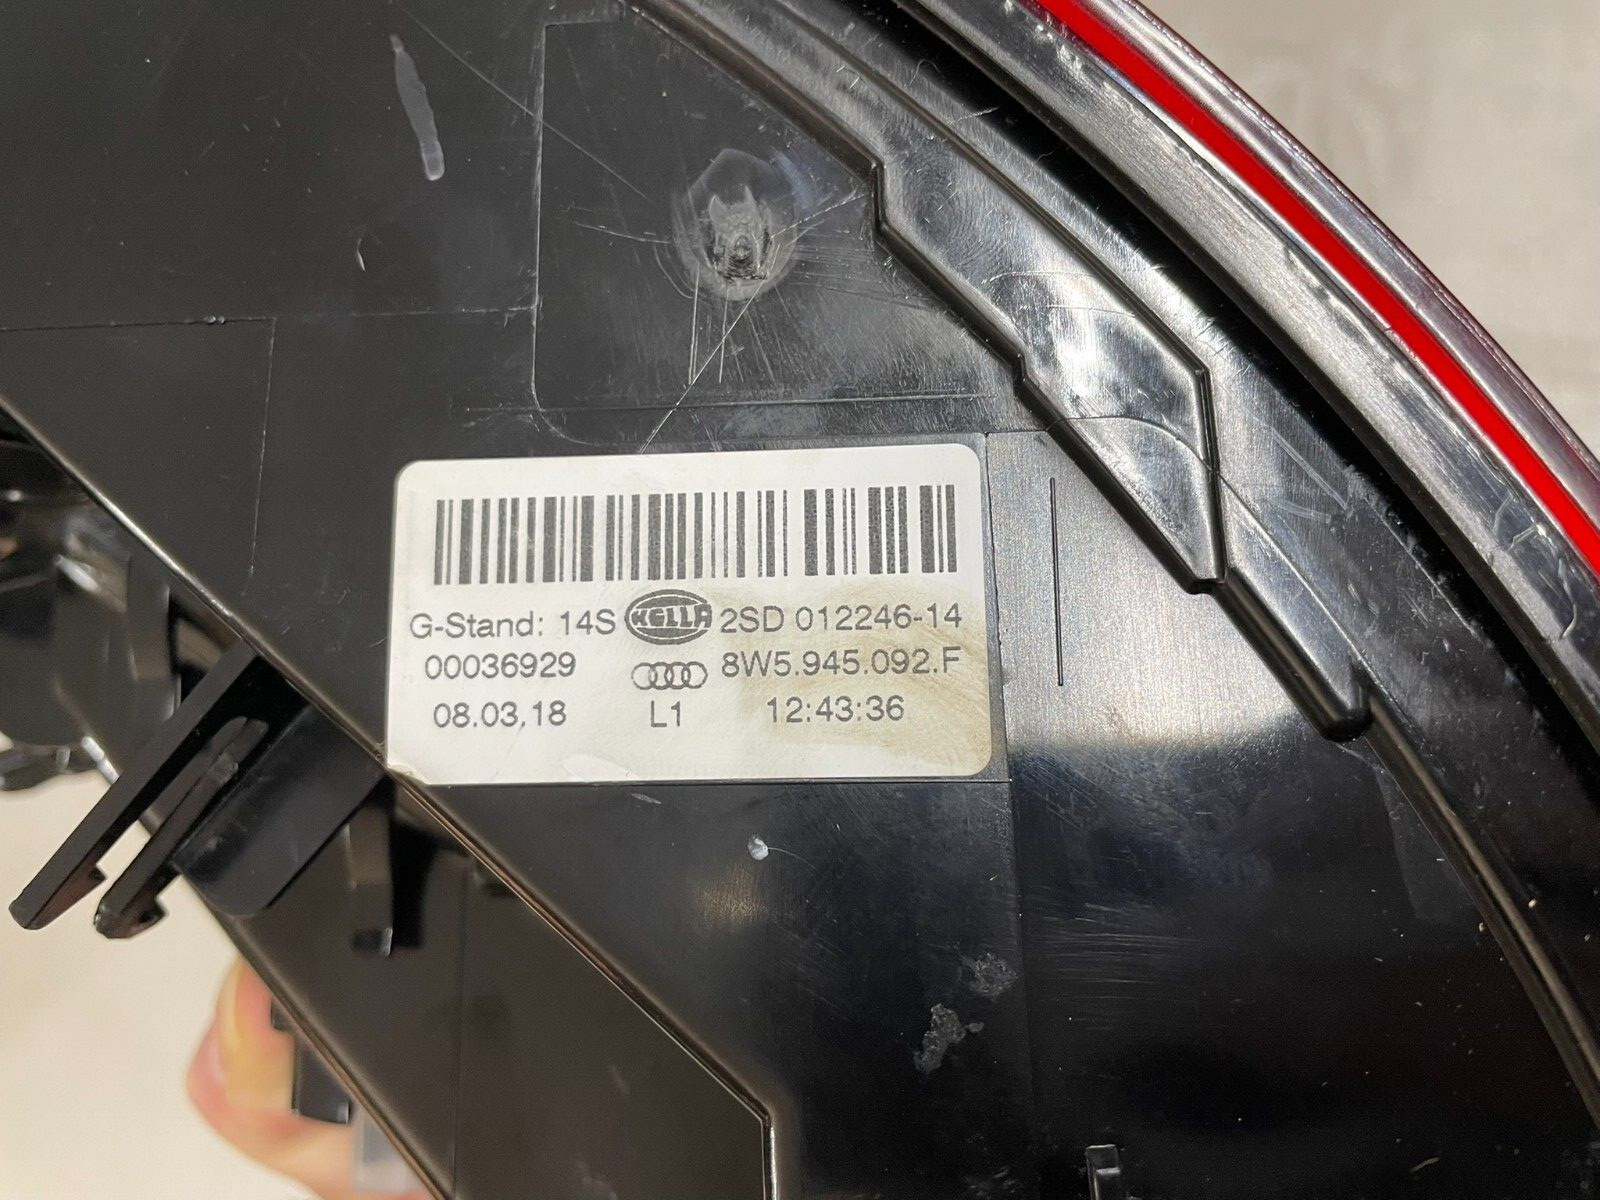 G-Stand: 14S HELLA 2SD 012246-14
00036929 8W5.945.092.F
08.03.18 L1 12:43:36